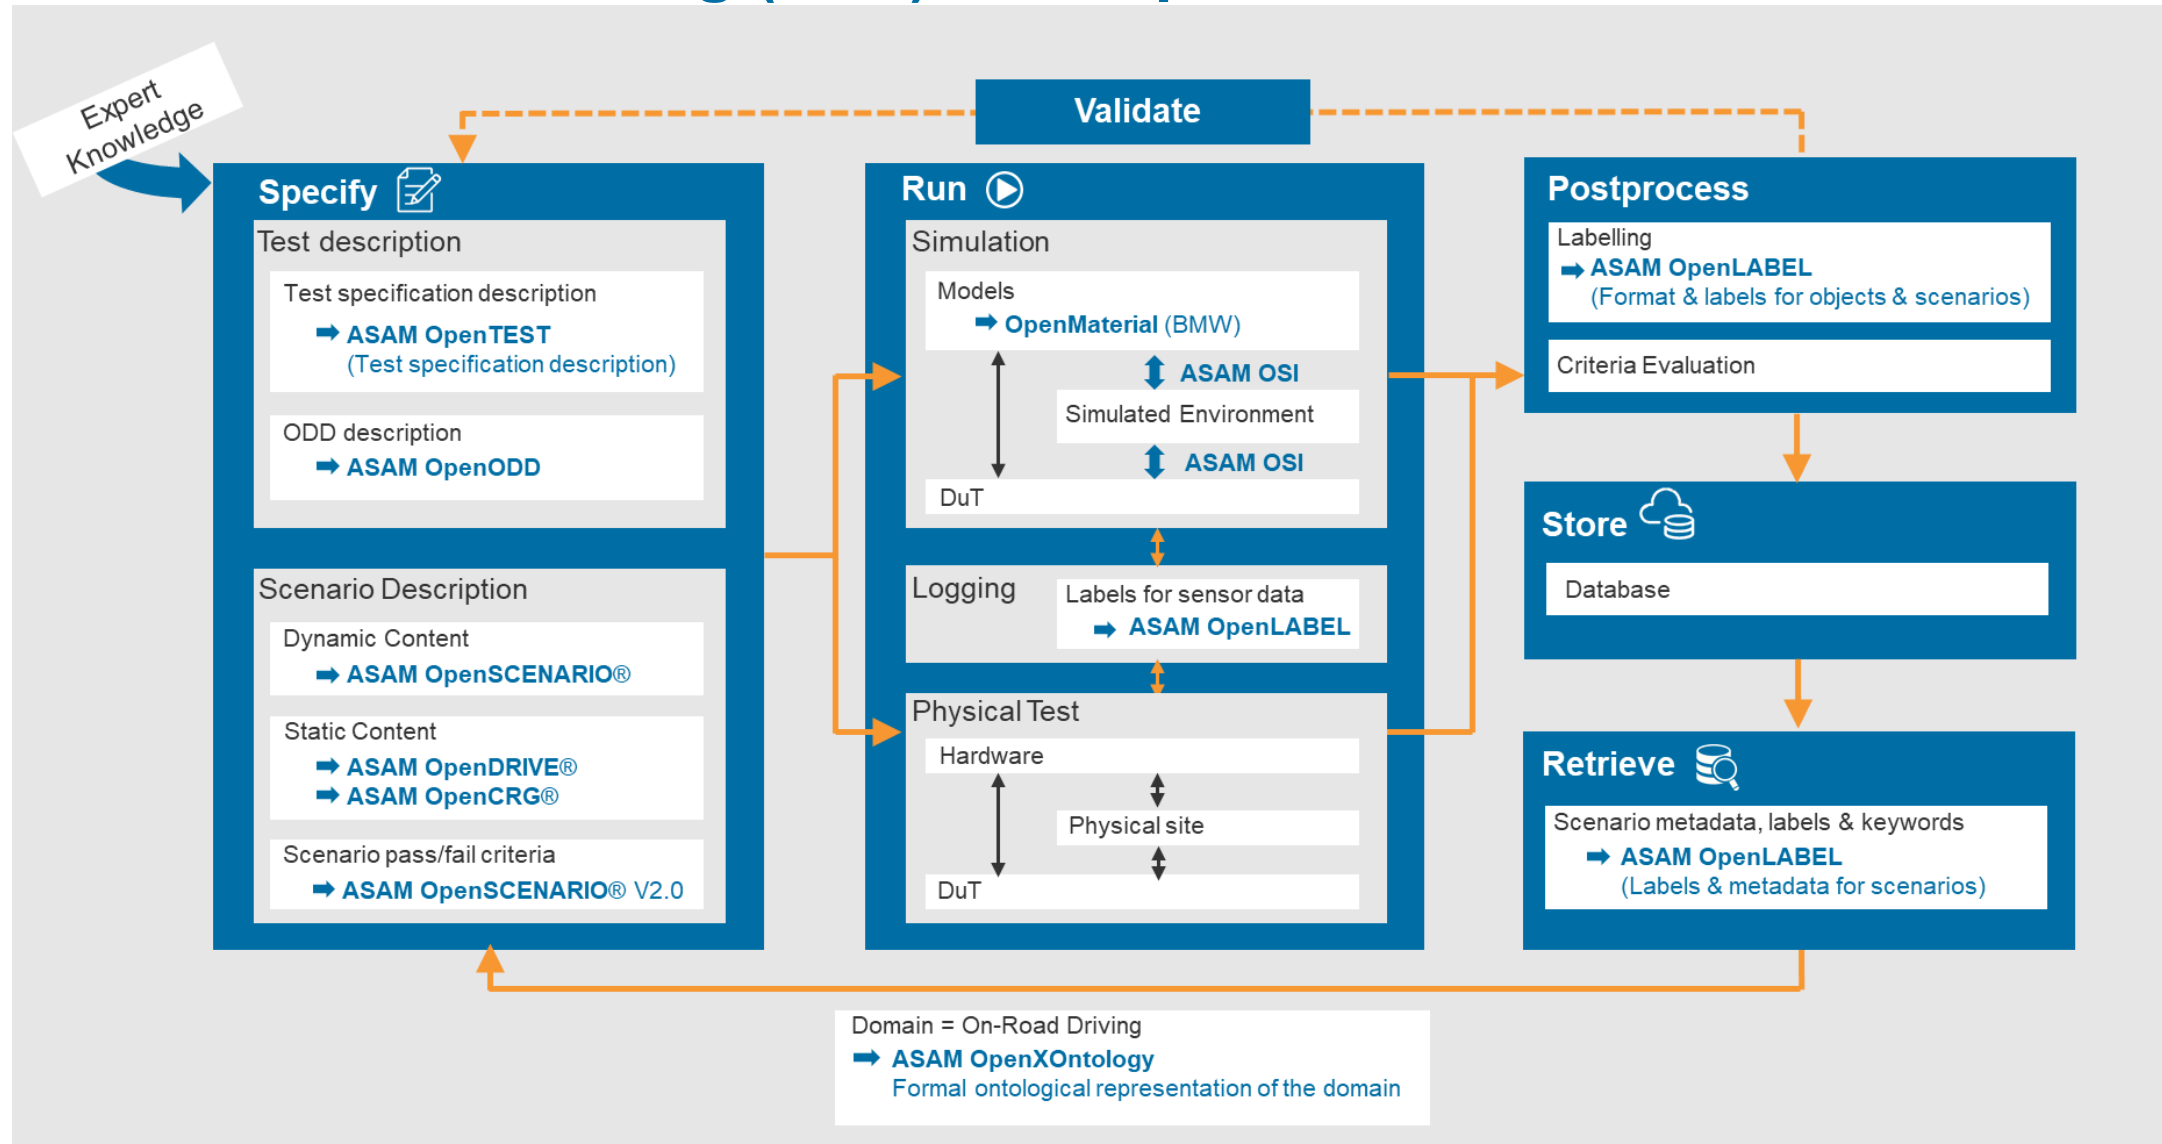 Expert
Knowledge
Validate
Specify
Test description
Test specification description
ASAM OpenTEST
(Test specification description)
ODD description
ASAM OpenODD
Scenario Description
Dynamic Content
ASAM OpenSCENARIO®
Static Content
ASAM OpenDRIVE®
ASAM OpenCRG®
Scenario pass/fail criteria
ASAM OpenSCENARIO® V2.0
Run
Simulation
Models
OpenMaterial (BMW)
ASAM OSI
Simulated Environment
ASAM OSI
DuT
Logging
Labels for sensor data
ASAM OpenLABEL
Physical Test
Hardware
Physical site
DuT
Postprocess
Labelling
ASAM OpenLABEL
(Format & labels for objects & scenarios)
Criteria Evaluation
Store
Database
Retrieve
Scenario metadata, labels & keywords
ASAM OpenLABEL
(Labels & metadata for scenarios)
Domain = On-Road Driving
ASAM OpenXOntology
Formal ontological representation of the domain